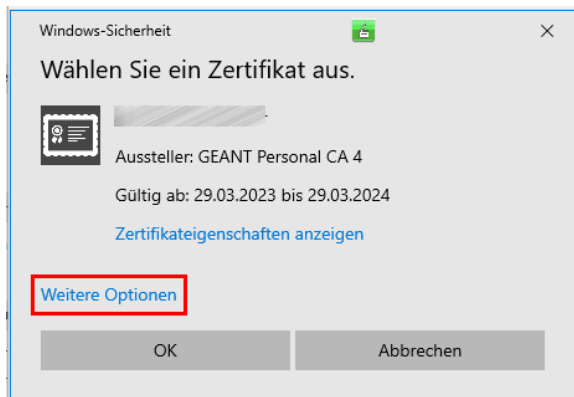 Windows-Sicherheit
Wählen Sie ein Zertifikat aus.
Aussteller: GEANT Personal CA 4
Gültig ab: 29.03.2023 bis 29.03.2024
Zertifikateigenschaften anzeigen
Weitere Optionen
OK
Abbrechen